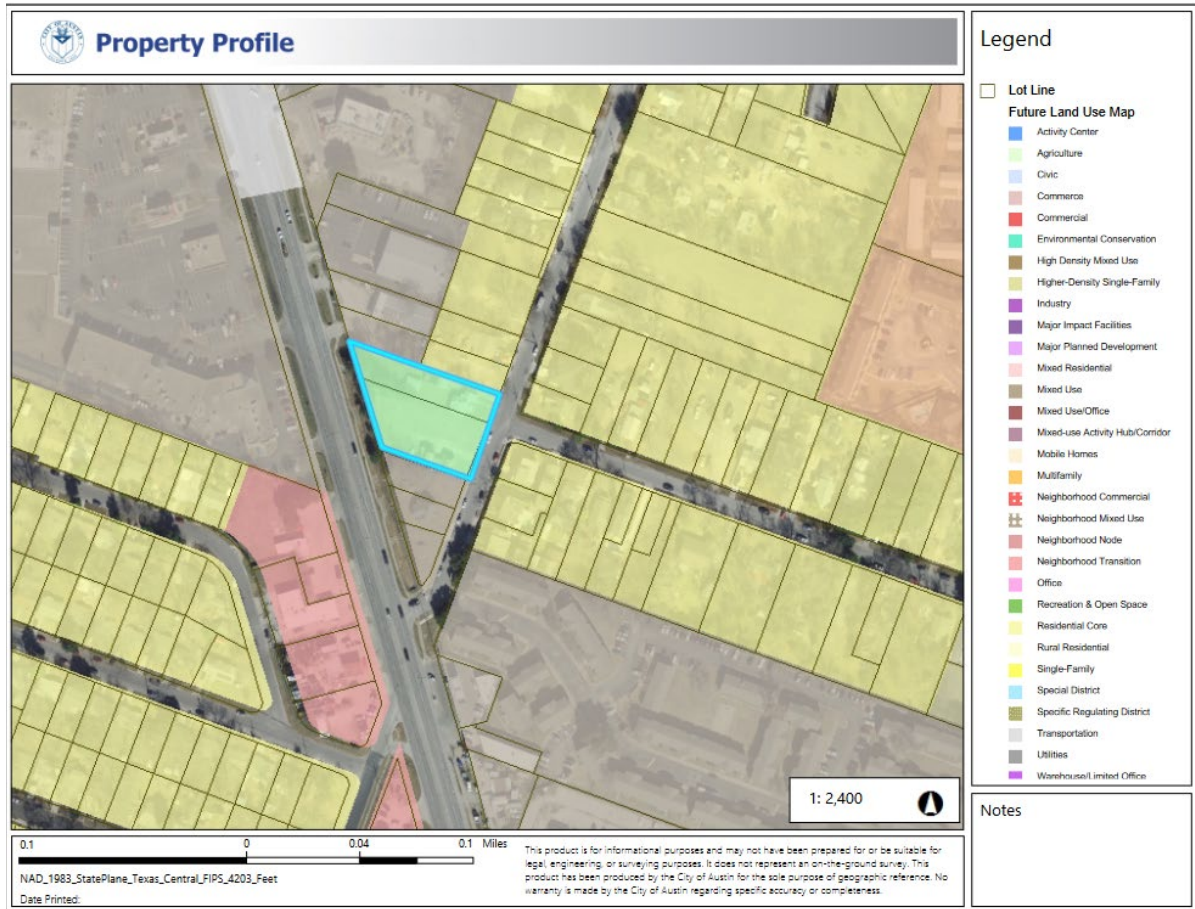 CITY OF AUSTIN
Property Profile
Legend
Lot Line
Future Land Use Map
Activity Center
Agriculture
Civic
Commerce
Commercial
Environmental Conservation
High Density Mixed Use
Higher-Density Single-Family
Industry
Major Impact Facilities
Major Planned Development
Mixed Residential
Mixed Use
Mixed Use/Office
Mixed-use Activity Hub/Corridor
Mobile Homes
Multifamily
Neighborhood Commercial
Neighborhood Mixed Use
Neighborhood Node
Neighborhood Transition
Office
Recreation & Open Space
Residential Core
Rural Residential
Single-Family
Special District
Specific Regulating District
Transportation
Utilities
Warehouse/Limited Office
1: 2,400
Notes
0.1 0 0.04 0.1 Miles
NAD_1983_StatePlane_Texas_Central_FIPS_4203_Feet
Date Printed:
This product is for informational purposes and may not have been prepared for or be suitable for
legal, engineering, or surveying purposes. It does not represent an on-the-ground survey. This
product has been produced by the City of Austin for the sole purpose of geographic reference. No
warranty is made by the City of Austin regarding specific accuracy or completeness.